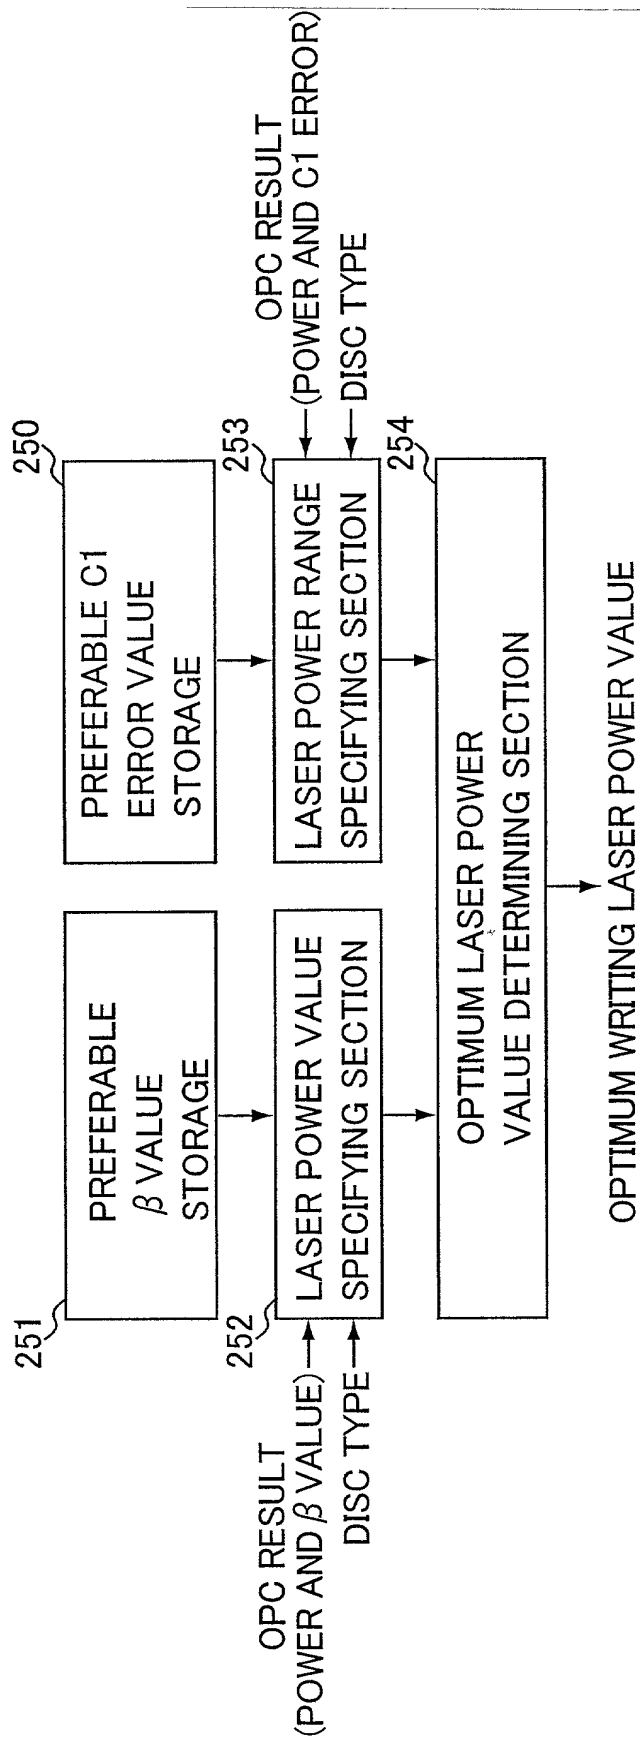 251
PREFERABLE
β VALUE
STORAGE
250
PREFERABLE C1
ERROR VALUE
STORAGE
OPC RESULT
(POWER AND β VALUE)
DISC TYPE
252
LASER POWER VALUE
SPECIFYING SECTION
253
LASER POWER RANGE
SPECIFYING SECTION
OPC RESULT
(POWER AND C1 ERROR)
DISC TYPE
254
OPTIMUM LASER POWER
VALUE DETERMINING SECTION
OPTIMUM WRITING LASER POWER VALUE